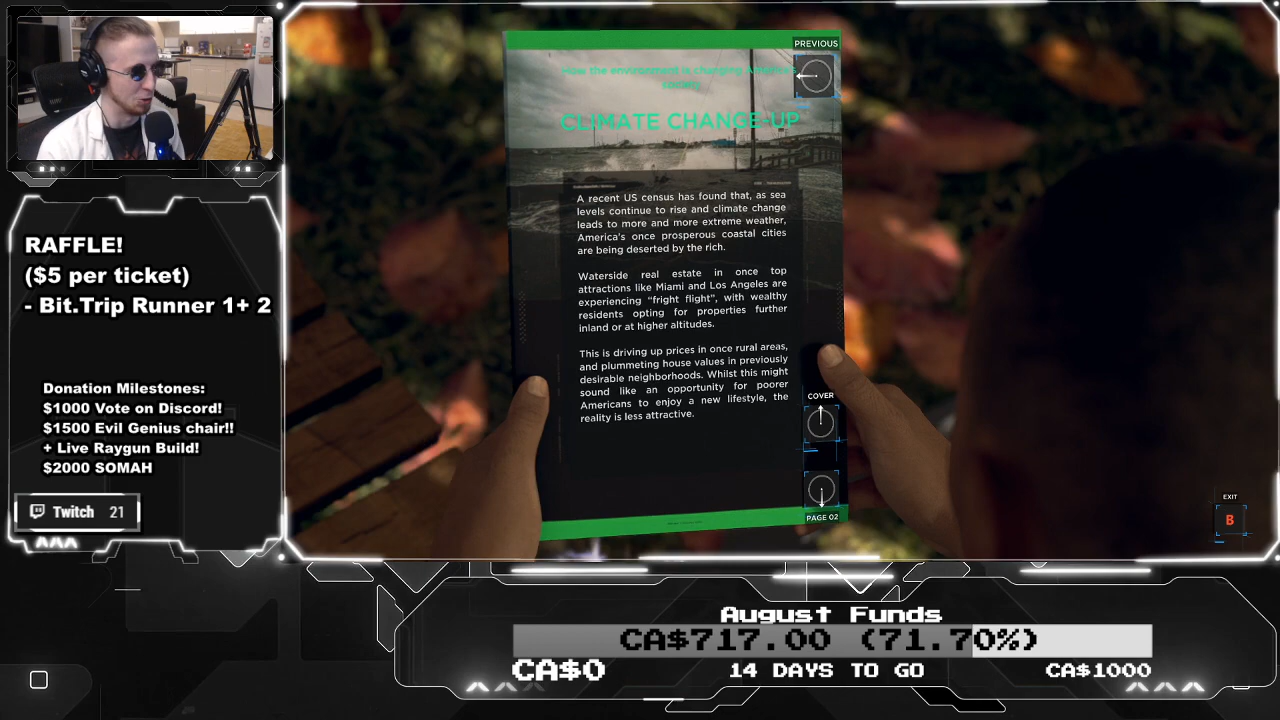 RAFFLE!
($5 per ticket)
- Bit.Trip Runner 1+ 2
Donation Milestones:
$1000 Vote on Discord!
$1500 Evil Genius chair!!
+ Live Raygun Build!
$2000 SOMAH
Twitch 21
PREVIOUS
How the environment is changing America's
society
CLIMATE CHANGE-UP
A recent US census has found that, as sea
levels continue to rise and climate change
leads to more and more extreme weather,
America's once prosperous coastal cities
are being deserted by the rich.
Waterside real estate in once top
attractions like Miami and Los Angeles are
experiencing "fright flight", with wealthy
residents opting for properties further
inland or at higher altitudes.
This is driving up prices in once rural areas,
and plummeting house values in previously
desirable neighborhoods. Whilst this might
sound like an opportunity for poorer
Americans to enjoy a new lifestyle, the
reality is less attractive.
COVER
PAGE 02
EXIT
B
August Funds
CA$717.00 (71.70%)
CA$0
14 DAYS TO GO
CA$1000